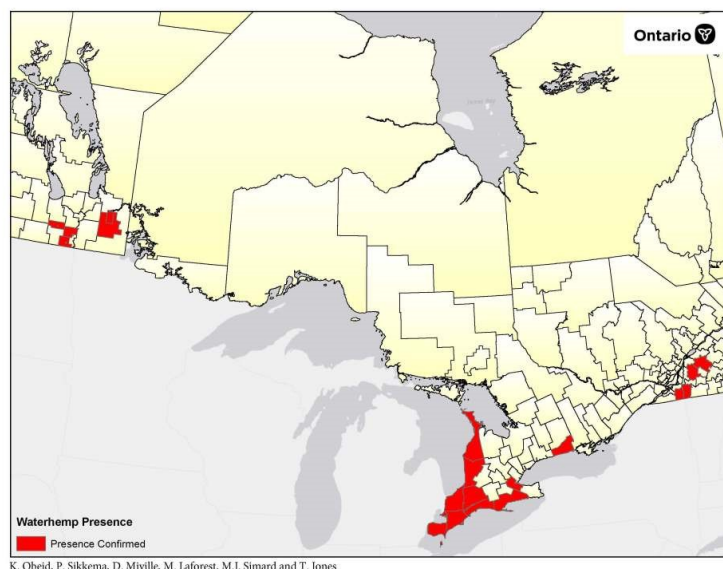 Ontario
Waterhemp Presence
Presence Confirmed
K. Obeid, P. Sikkema, D. Miville, M. Laforest, M.J. Simard and T. Jones